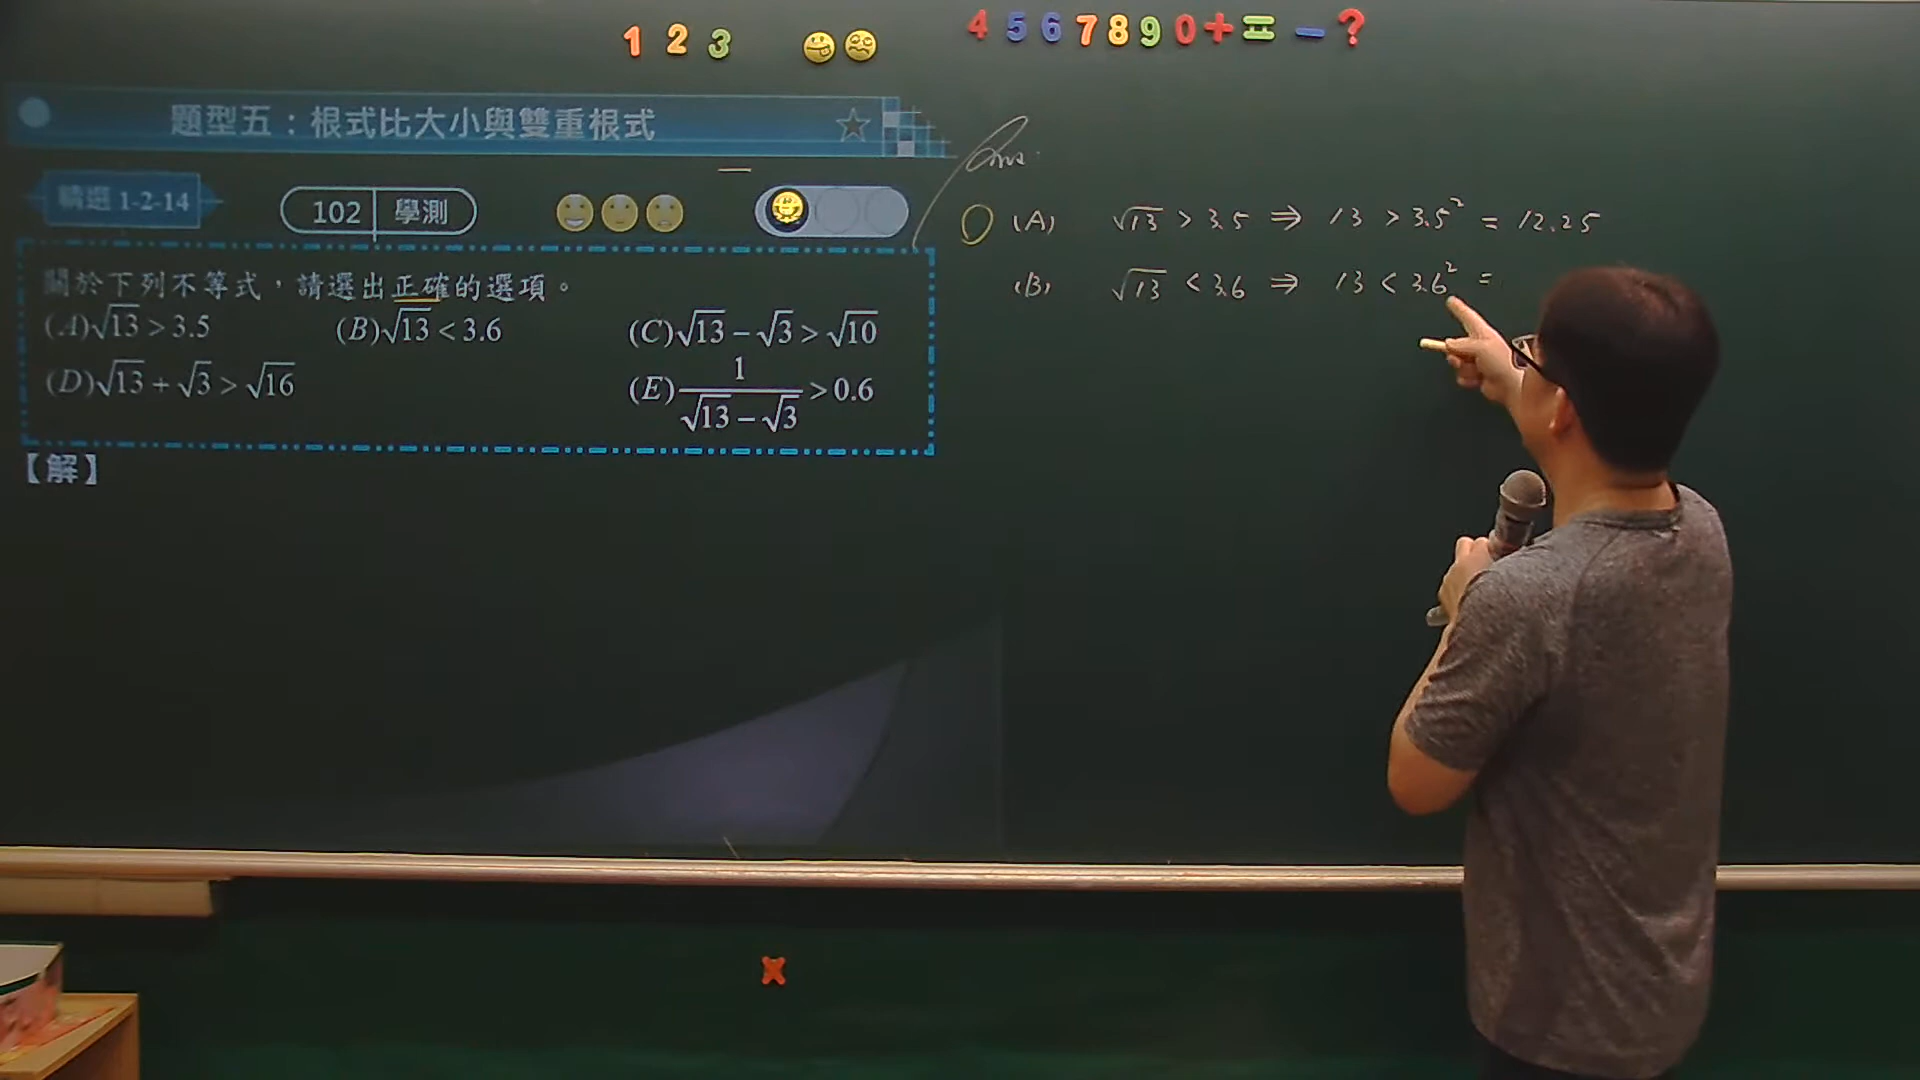 1 2 3
4 5 6 7 8 9 0 + = − ?
題型五：根式比大小與雙重根式
精選 1-2-14
102 學測
關於下列不等式，請選出正確的選項。
(A)√13 > 3.5 (B)√13 < 3.6 (C)√13 − √3 > √10
(D)√13 + √3 > √16 (E) 1/(√13 − √3) > 0.6
【解】
Ans
(A) √13 > 3.5 ⇒ 13 > 3.5² = 12.25
(B) √13 < 3.6 ⇒ 13 < 3.6² =
x